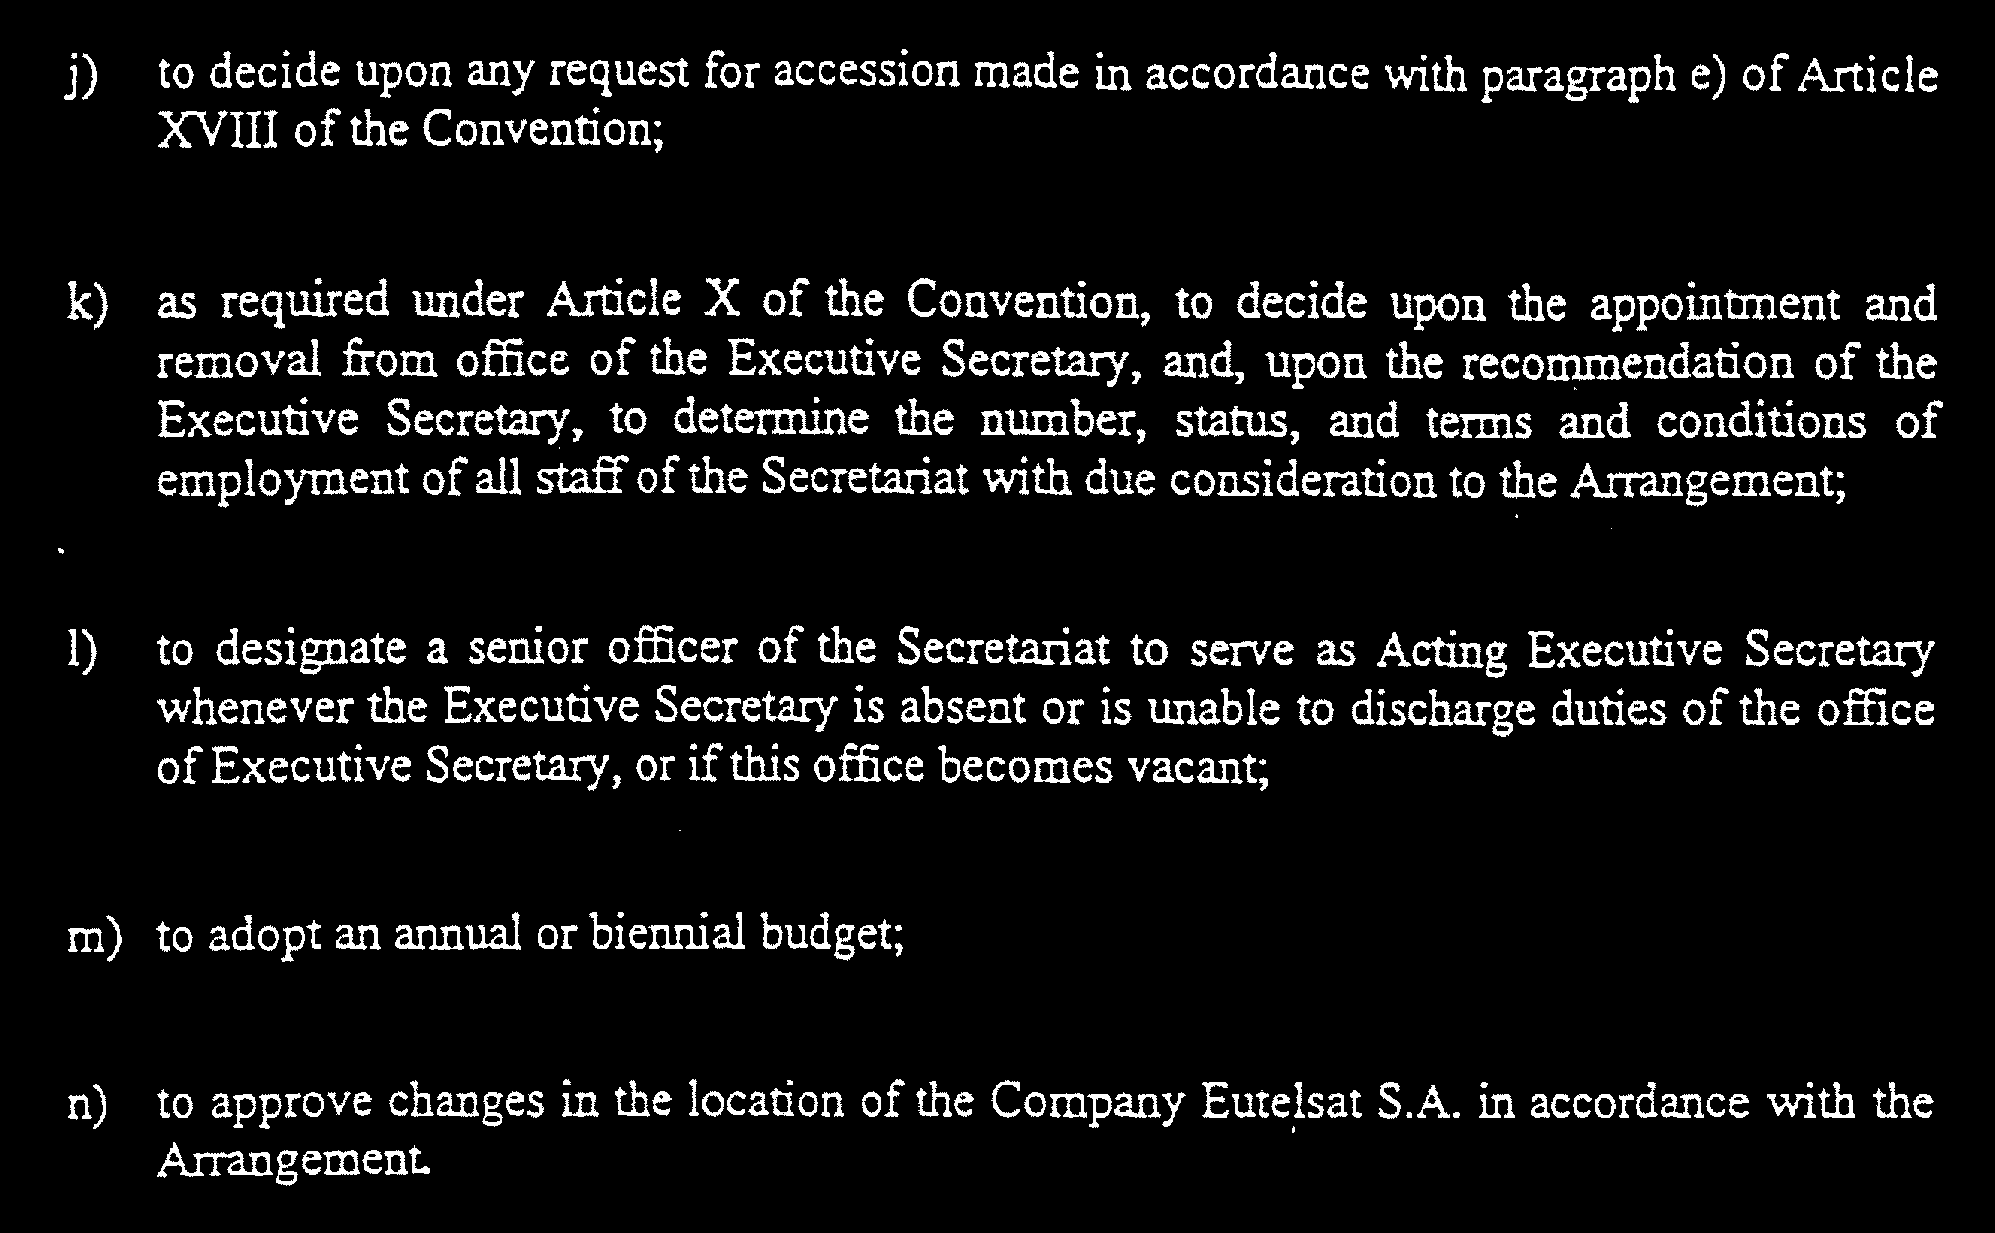 j) to decide upon any request for accession made in accordance with paragraph e) of Article
XVIII of the Convention;
k) as required under Article X of the Convention, to decide upon the appointment and
removal from office of the Executive Secretary, and, upon the recommendation of the
Executive Secretary, to determine the number, status, and terms and conditions of
employment of all staff of the Secretariat with due consideration to the Arrangement;
l) to designate a senior officer of the Secretariat to serve as Acting Executive Secretary
whenever the Executive Secretary is absent or is unable to discharge duties of the office
of Executive Secretary, or if this office becomes vacant;
m) to adopt an annual or biennial budget;
n) to approve changes in the location of the Company Eutelsat S.A. in accordance with the
Arrangement.